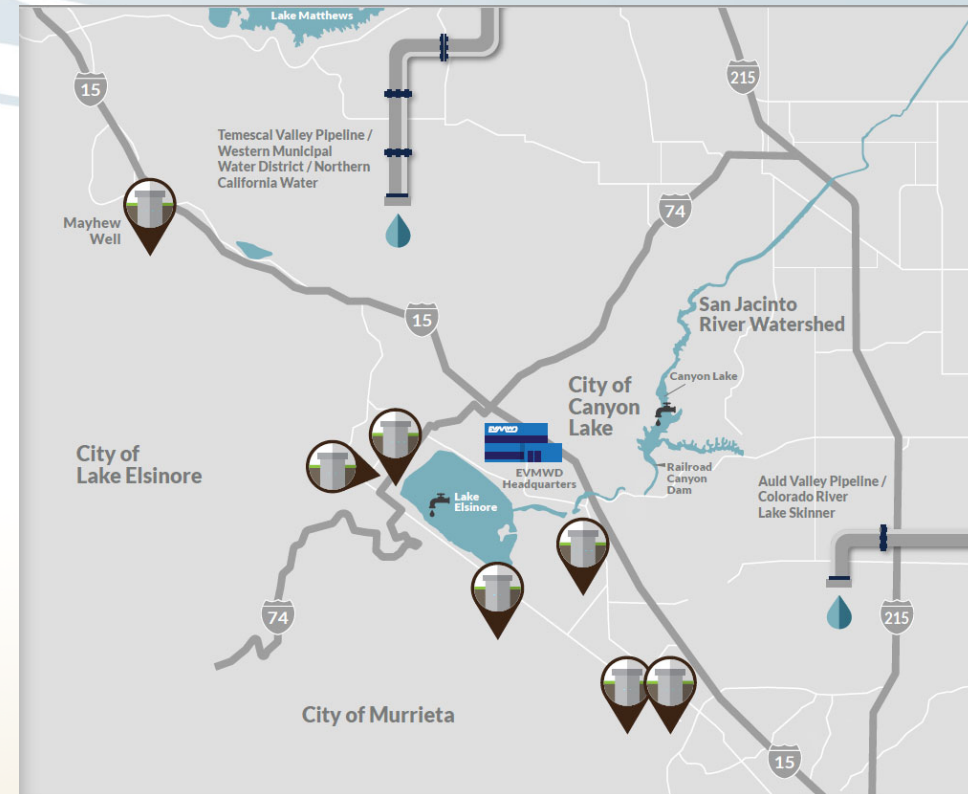 Lake Matthews
15
215
Temescal Valley Pipeline /
Western Municipal
Water District / Northern
California Water
74
Mayhew
Well
San Jacinto
River Watershed
15
Canyon Lake
City of
Canyon
Lake
EVMWD
City of
Lake Elsinore
EVMWD
Headquarters
Railroad
Canyon
Dam
Auld Valley Pipeline /
Colorado River
Lake Skinner
Lake
Elsinore
74
215
City of Murrieta
15